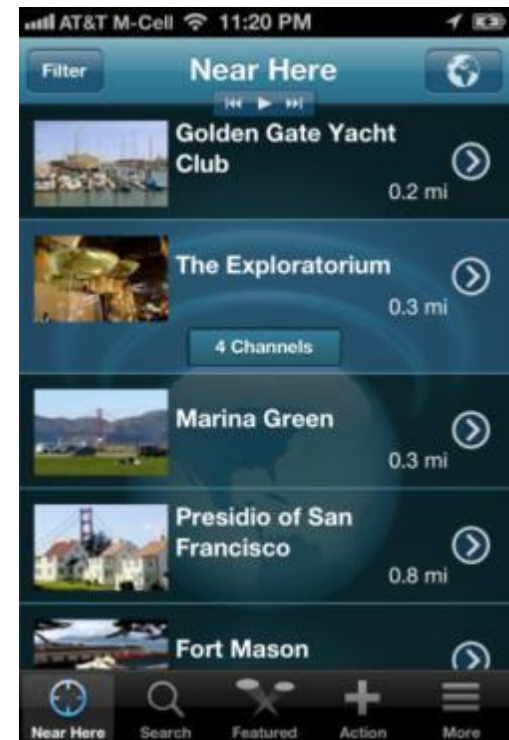 AT&T M-Cell 11:20 PM
Filter Near Here
Golden Gate Yacht
Club
0.2 mi
The Exploratorium
0.3 mi
4 Channels
Marina Green
0.3 mi
Presidio of San
Francisco
0.8 mi
Fort Mason
Near Here Search Featured Action More